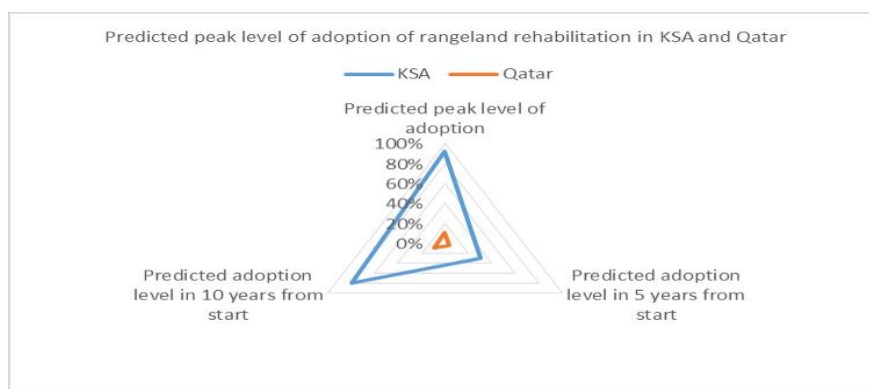 Predicted peak level of adoption of rangeland rehabilitation in KSA and Qatar
KSA Qatar
Predicted peak level of
adoption
100%
80%
60%
40%
20%
0%
Predicted adoption
level in 10 years from
start
Predicted adoption
level in 5 years from
start